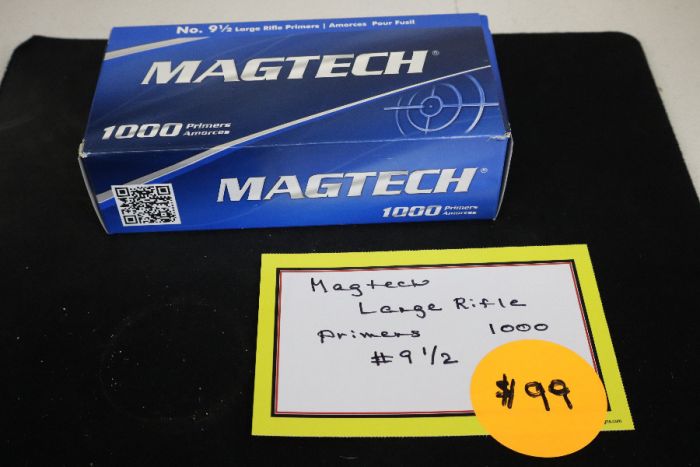 No. 9½ Large Rifle Primers | Amorces Pour Fusil
MAGTECH®
1000 Primers
Amorces
MAGTECH®
1000 Primers
Amorces
Magtech
Large Rifle
primers 1000
#9 1/2
$99